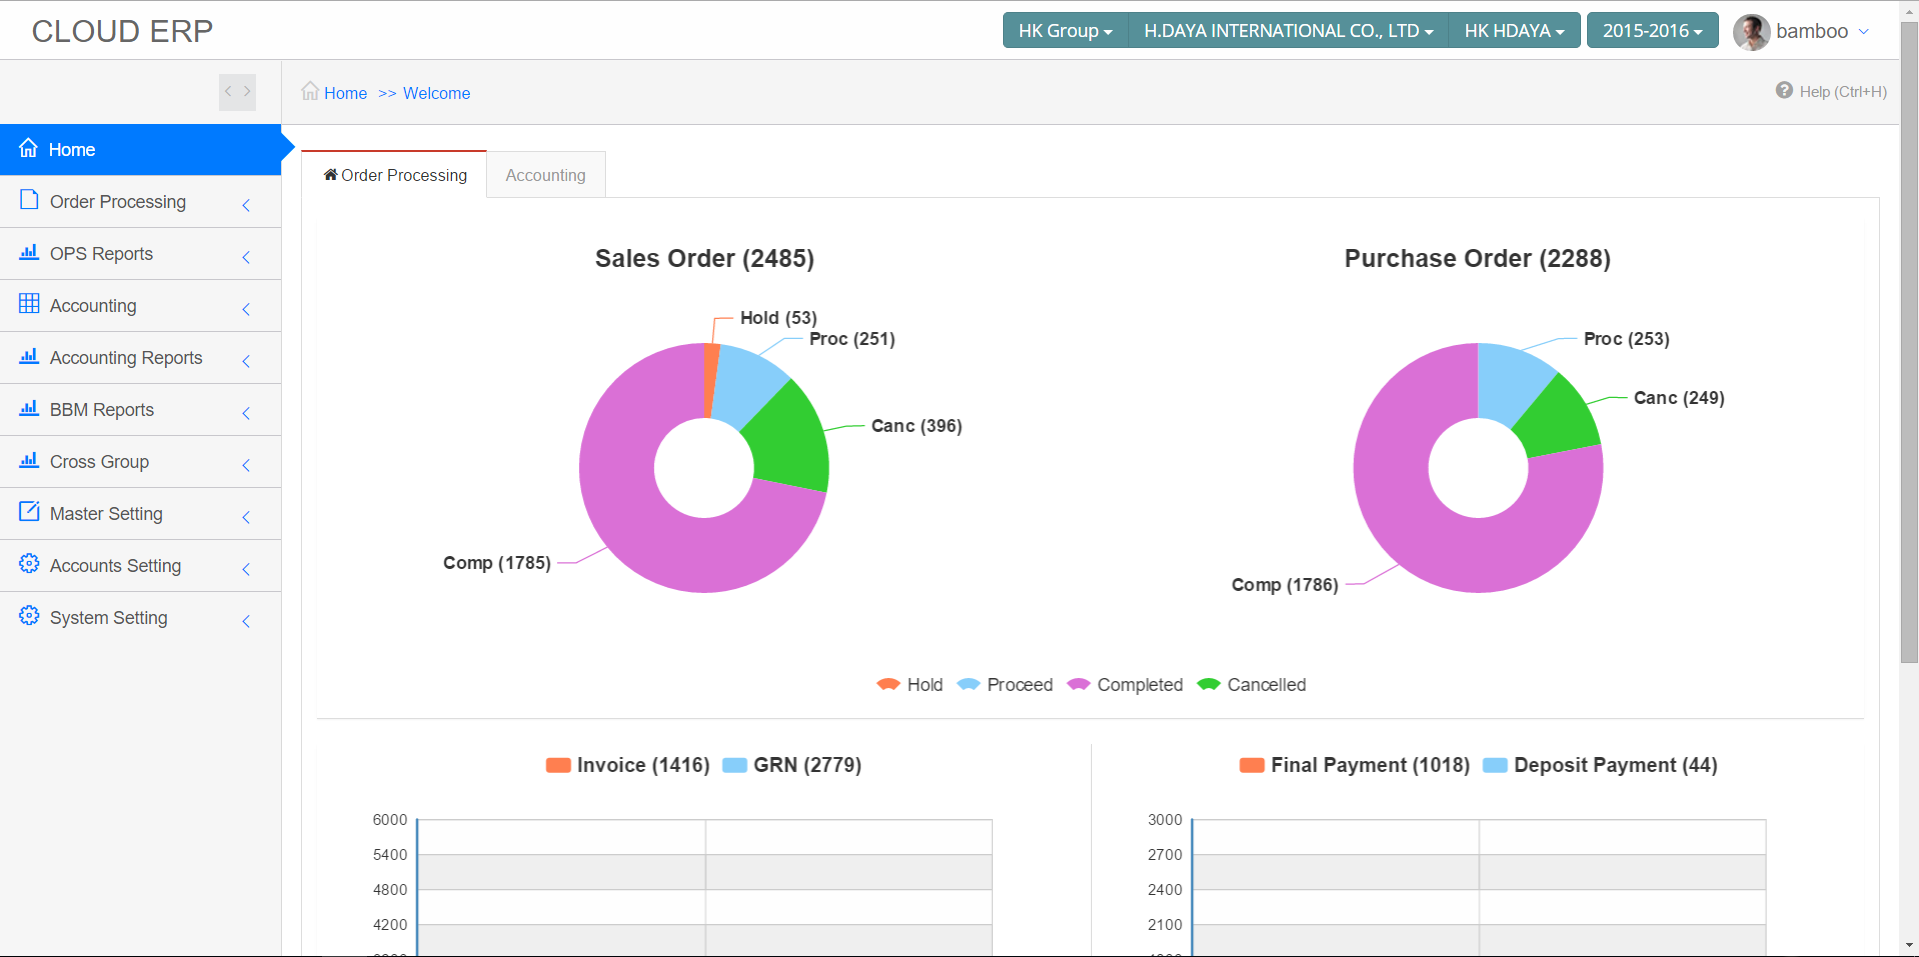 CLOUD ERP
HK Group
H.DAYA INTERNATIONAL CO., LTD
HK HDAYA
2015-2016
bamboo
Home >> Welcome
Help (Ctrl+H)
Home
Order Processing
OPS Reports
Accounting
Accounting Reports
BBM Reports
Cross Group
Master Setting
Accounts Setting
System Setting
Order Processing
Accounting
Sales Order (2485)
Hold (53)
Proc (251)
Canc (396)
Comp (1785)
Purchase Order (2288)
Proc (253)
Canc (249)
Comp (1786)
Hold Proceed Completed Cancelled
Invoice (1416) GRN (2779)
6000
5400
4800
4200
Final Payment (1018) Deposit Payment (44)
3000
2700
2400
2100